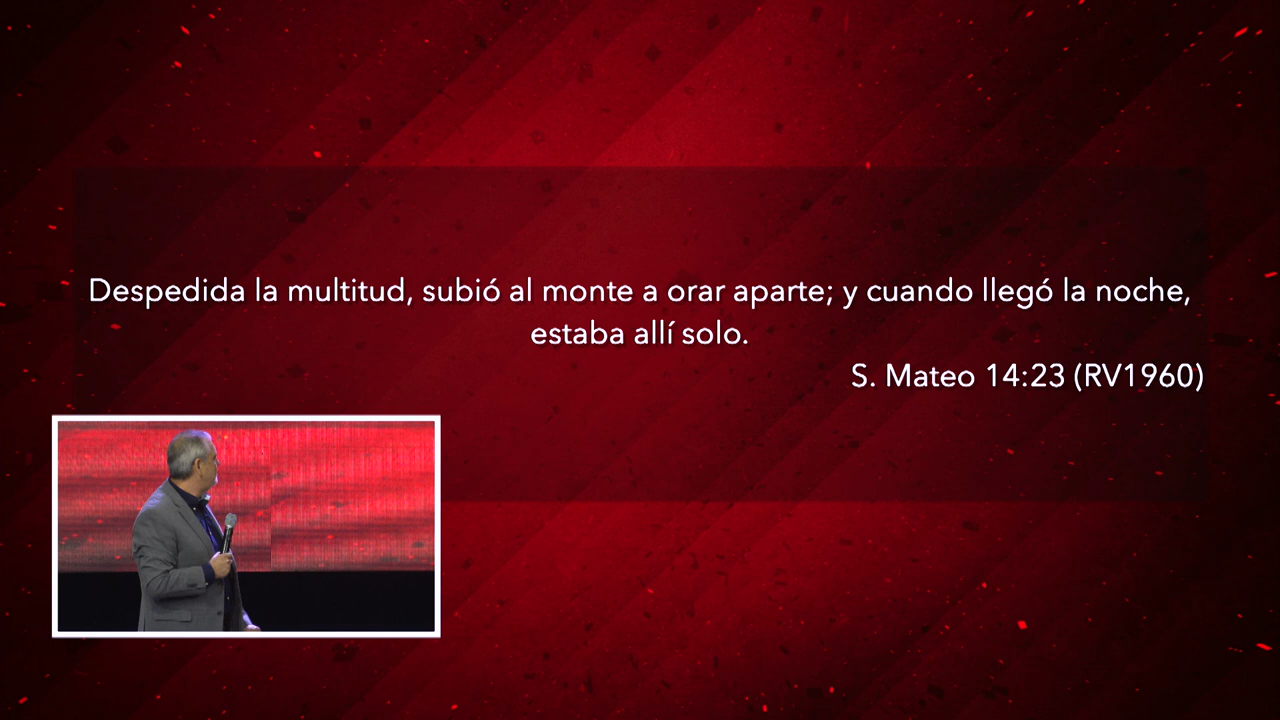 Despedida la multitud, subió al monte a orar aparte; y cuando llegó la noche,
estaba allí solo.
S. Mateo 14:23 (RV1960)